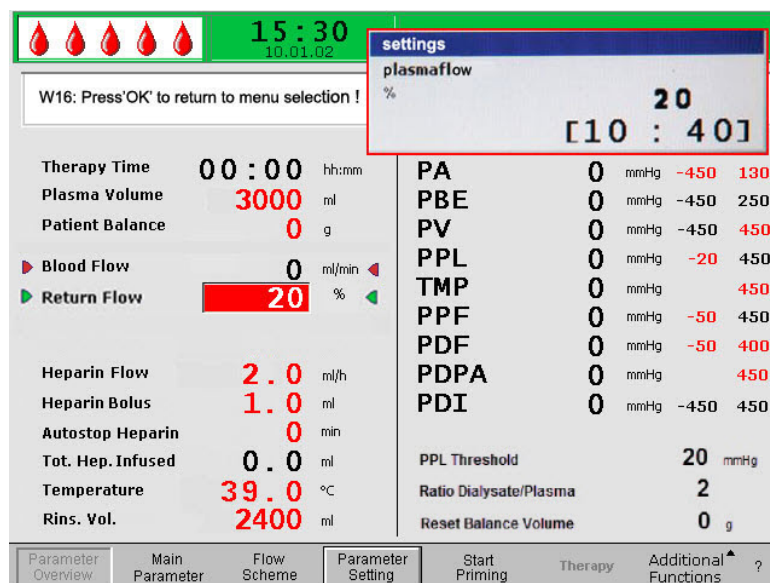 15:30
10.01.02
settings
plasmaflow
% 20
[10 : 40]
W16: Press'OK' to return to menu selection !
Therapy Time 00:00 hh:mm
Plasma Volume 3000 ml
Patient Balance 0 g
Blood Flow 0 ml/min
Return Flow 20 %
Heparin Flow 2.0 ml/h
Heparin Bolus 1.0 ml
Autostop Heparin 0 min
Tot. Hep. Infused 0.0 ml
Temperature 39.0 °C
Rins. Vol. 2400 ml
PA 0 mmHg -450 130
PBE 0 mmHg -450 250
PV 0 mmHg -450 450
PPL 0 mmHg -20 450
TMP 0 mmHg 450
PPF 0 mmHg -50 450
PDF 0 mmHg -50 400
PDPA 0 mmHg 450
PDI 0 mmHg -450 450
PPL Threshold 20 mmHg
Ratio Dialysate/Plasma 2
Reset Balance Volume 0 g
Parameter Overview
Main Parameter
Flow Scheme
Parameter Setting
Start Priming
Therapy
Additional Functions
?